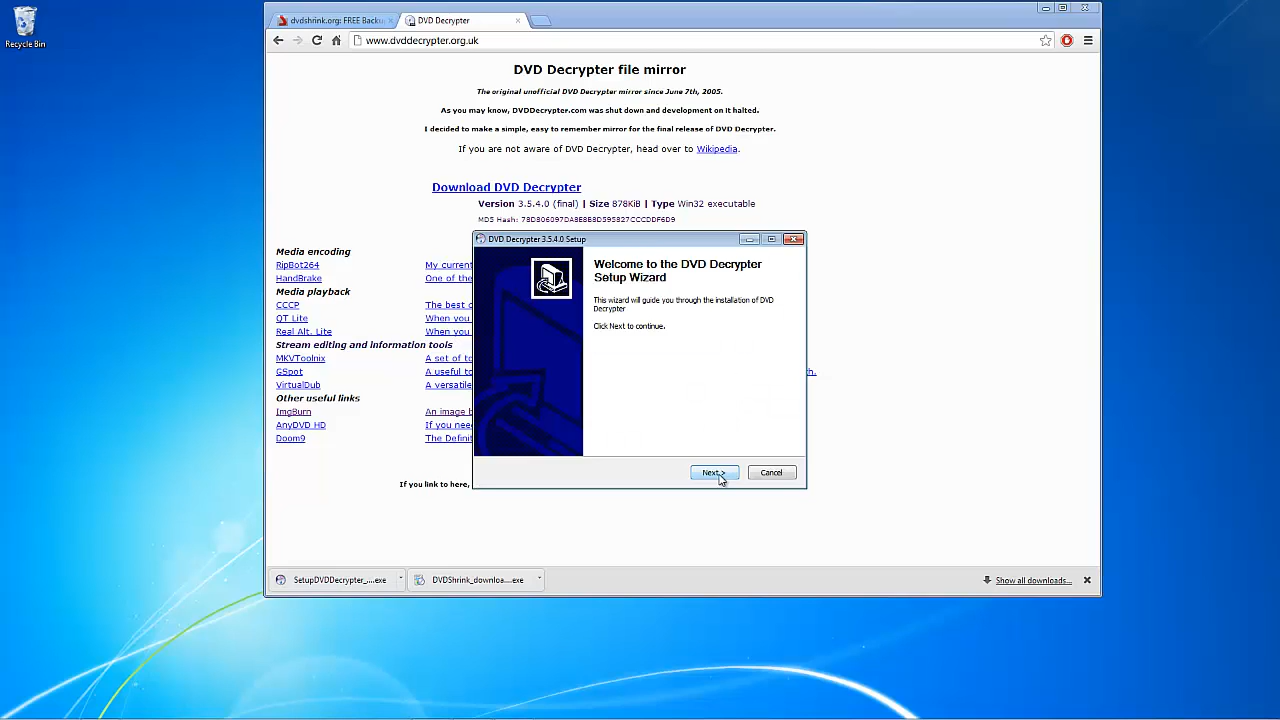 Recycle Bin
dvdshrink.org: FREE Backu
DVD Decrypter
www.dvddecrypter.org.uk
DVD Decrypter file mirror
The original unofficial DVD Decrypter mirror since June 7th, 2005.
As you may know, DVDDecrypter.com was shut down and development on it halted.
I decided to make a simple, easy to remember mirror for the final release of DVD Decrypter.
If you are not aware of DVD Decrypter, head over to Wikipedia.
Download DVD Decrypter
Version 3.5.4.0 (final) | Size 878KiB | Type Win32 executable
MD5 Hash:
Media encoding
RipBot264 My current
HandBrake One of the
Media playback
CCCP The best c
QT Lite When you
Real Alt. Lite When you
Stream editing and information tools
MKVToolnix A set of to
GSpot A useful to h.
VirtualDub A versatile
Other useful links
ImgBurn An image b
AnyDVD HD If you nee
Doom9 The Defini
If you link to here,
DVD Decrypter 3.5.4.0 Setup
Welcome to the DVD Decrypter
Setup Wizard
This wizard will guide you through the installation of DVD
Decrypter
Click Next to continue.
Next >
Cancel
SetupDVDDecrypter_....exe
DVDShrink_downloa....exe
Show all downloads...